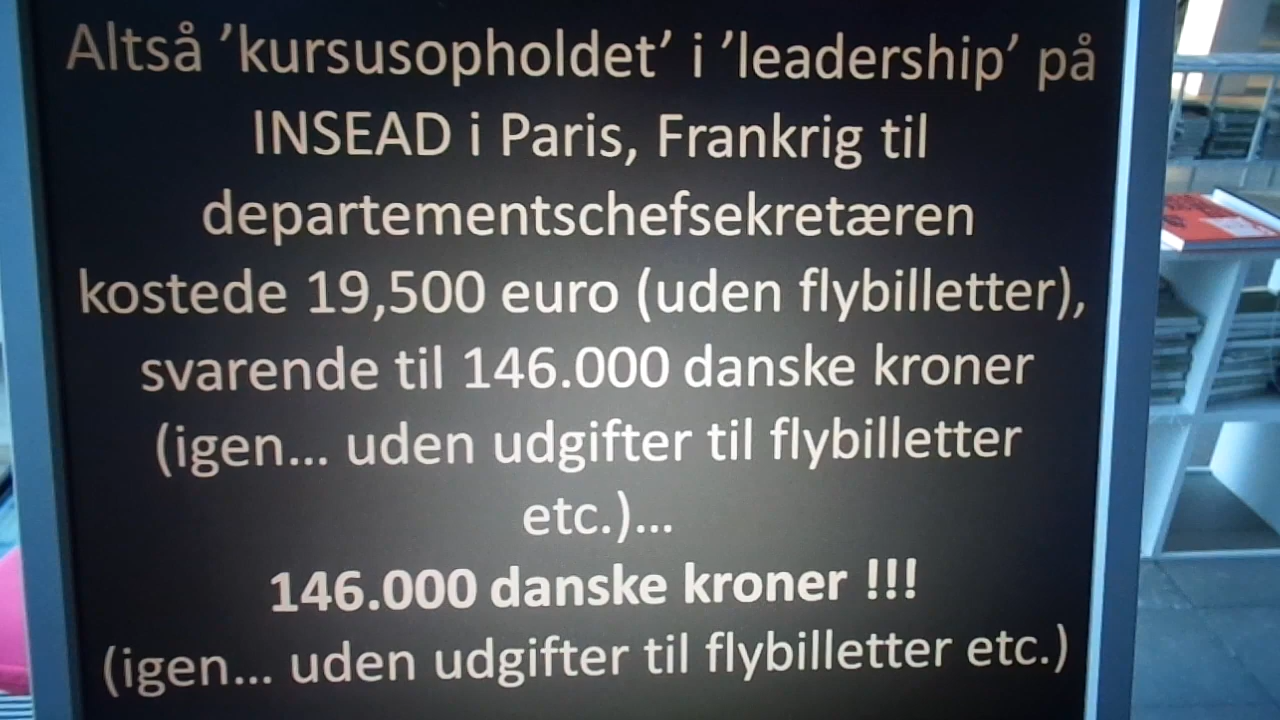 Altså ’kursusopholdet’ i ’leadership’ på
INSEAD i Paris, Frankrig til
departementschefsekretæren
kostede 19,500 euro (uden flybilletter),
svarende til 146.000 danske kroner
(igen... uden udgifter til flybilletter
etc.)...
146.000 danske kroner !!!
(igen... uden udgifter til flybilletter etc.)